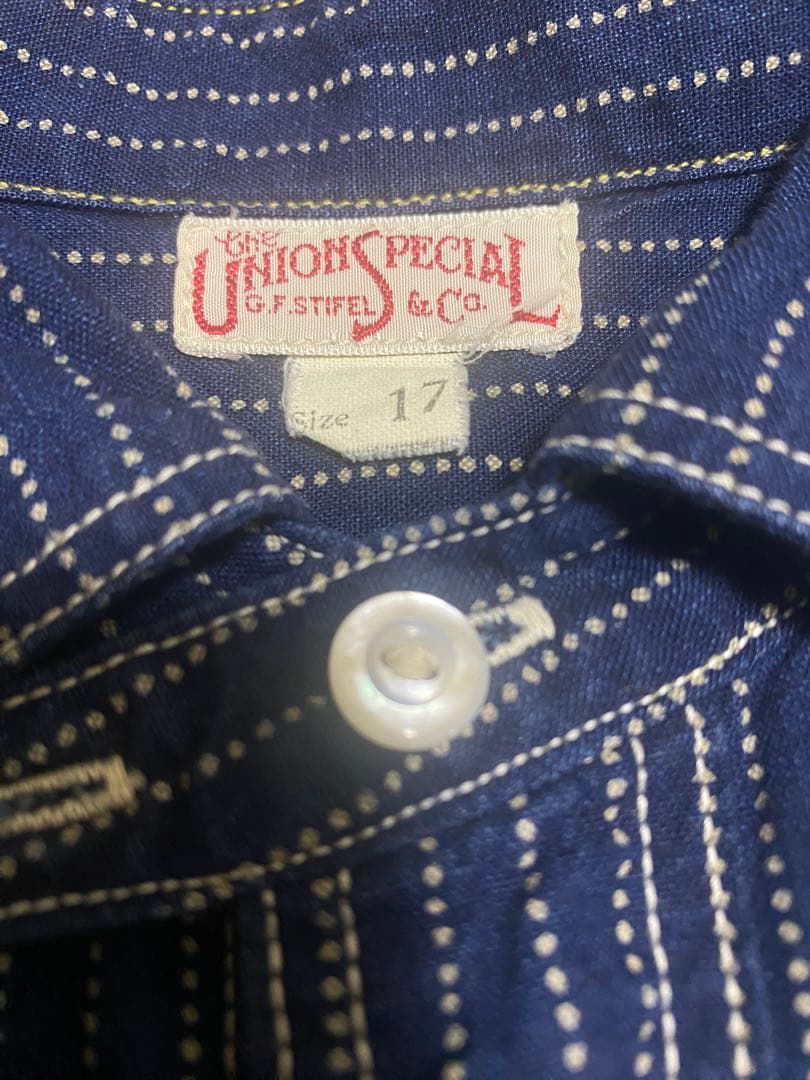 The
UNION SPECIAL
G.F.STIFEL & Co.
Size 17